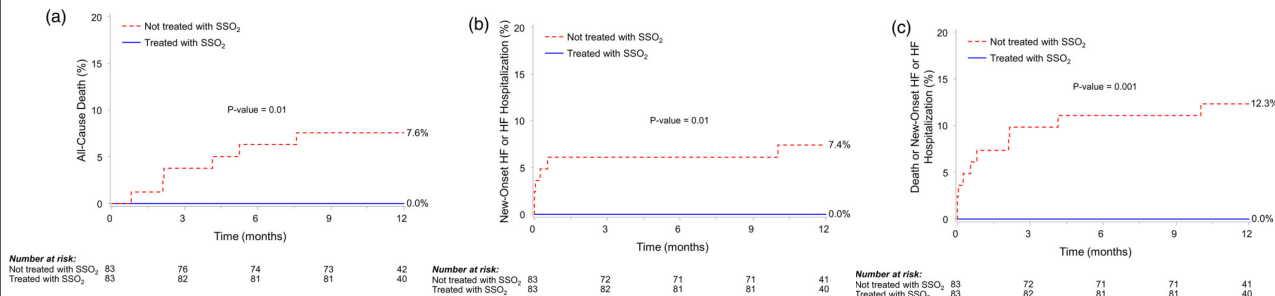 (a)
All-Cause Death (%)
20
15
10
5
0
Not treated with SSO2
Treated with SSO2
P-value = 0.01
7.6%
0.0%
0 3 6 9 12
Time (months)
Number at risk:
Not treated with SSO2 83 76 74 73 42
Treated with SSO2 83 82 81 81 40
(b)
New-Onset HF or HF Hospitalization (%)
20
15
10
5
0
Not treated with SSO2
Treated with SSO2
P-value = 0.01
7.4%
0.0%
0 3 6 9 12
Time (months)
Number at risk:
Not treated with SSO2 83 72 71 71 41
Treated with SSO2 83 82 81 81 40
(c)
Death or New-Onset HF or HF
Hospitalization (%)
20
15
10
5
0
Not treated with SSO2
Treated with SSO2
P-value = 0.001
12.3%
0.0%
0 3 6 9 12
Time (months)
Number at risk:
Not treated with SSO2 83 72 71 71 41
Treated with SSO2 83 82 81 81 40